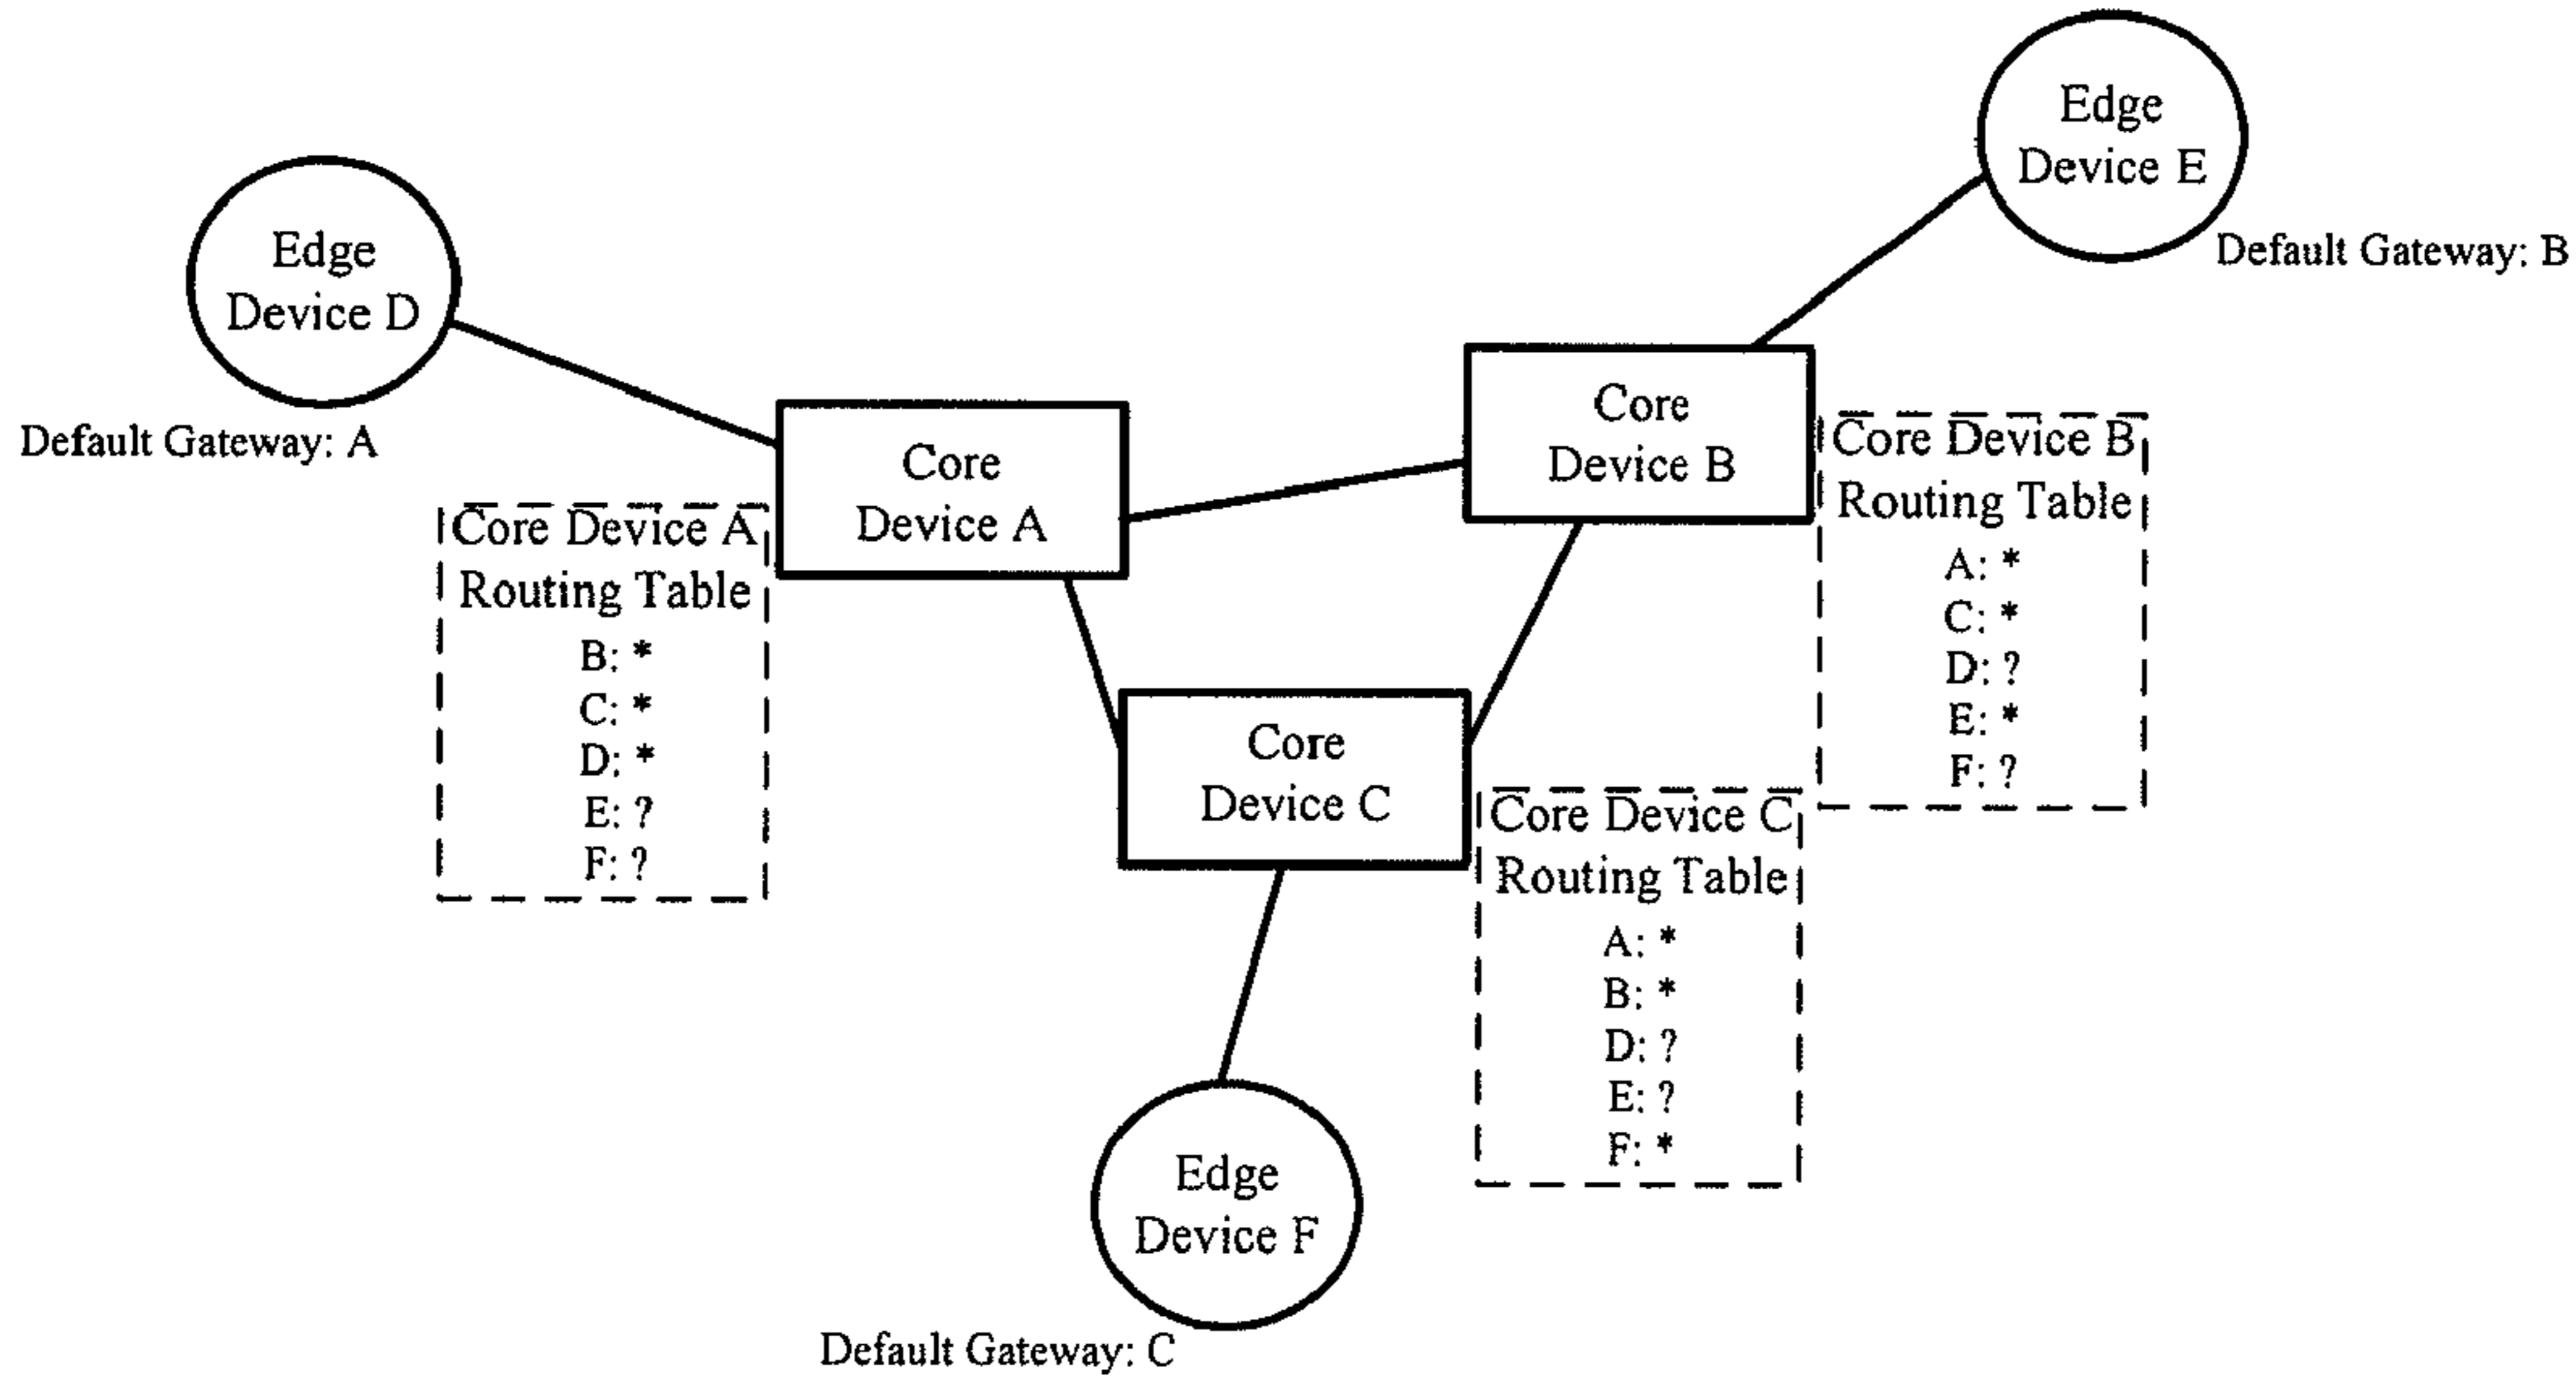 Edge
Device E
Default Gateway: B
Edge
Device D
Default Gateway: A
Core
Device B
Core Device B
Routing Table
A: *
C: *
D: ?
E: *
F: ?
Core
Device A
Core Device A
Routing Table
B: *
C: *
D: *
E: ?
F: ?
Core
Device C
Core Device C
Routing Table
A: *
B: *
D: ?
E: ?
F: *
Edge
Device F
Default Gateway: C